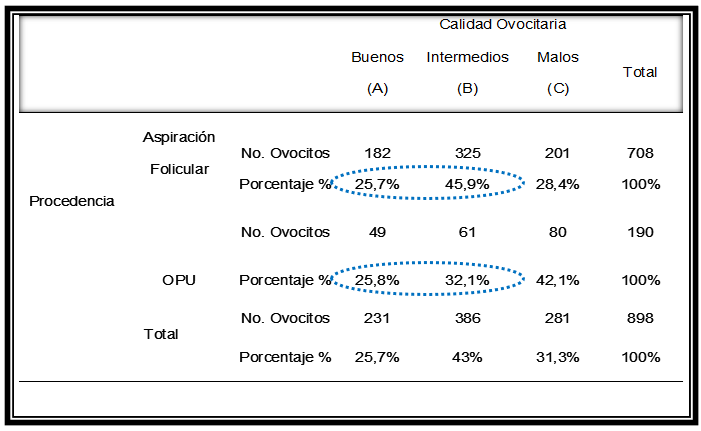 Calidad Ovocitaria
Buenos Intermedios Malos Total
(A) (B) (C)
Aspiración
No. Ovocitos 182 325 201 708
Folicular
Porcentaje % 25,7% 45,9% 28,4% 100%
Procedencia
No. Ovocitos 49 61 80 190
OPU Porcentaje % 25,8% 32,1% 42,1% 100%
No. Ovocitos 231 386 281 898
Total
Porcentaje % 25,7% 43% 31,3% 100%